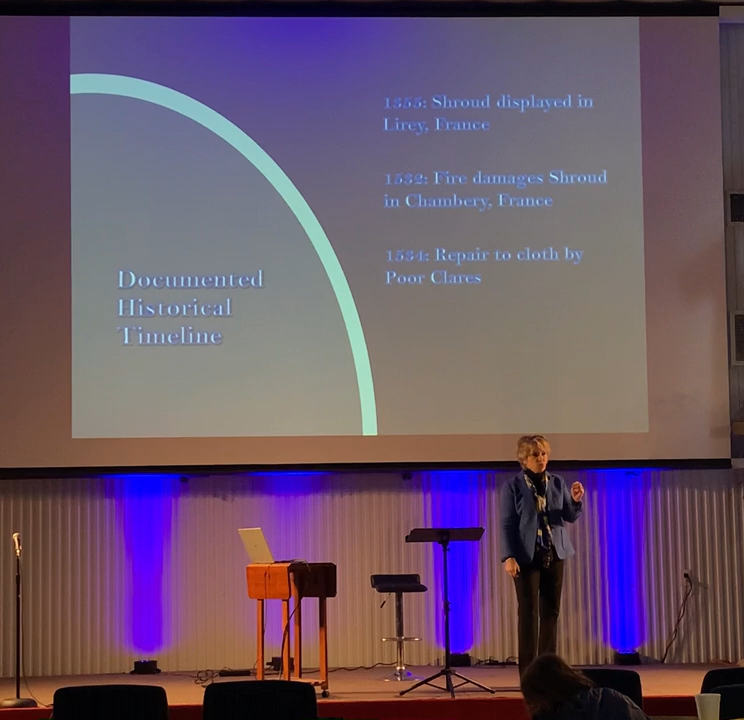 Documented
Historical
Timeline
1355: Shroud displayed in
Lirey, France
1532: Fire damages Shroud
in Chambery, France
1534: Repair to cloth by
Poor Clares